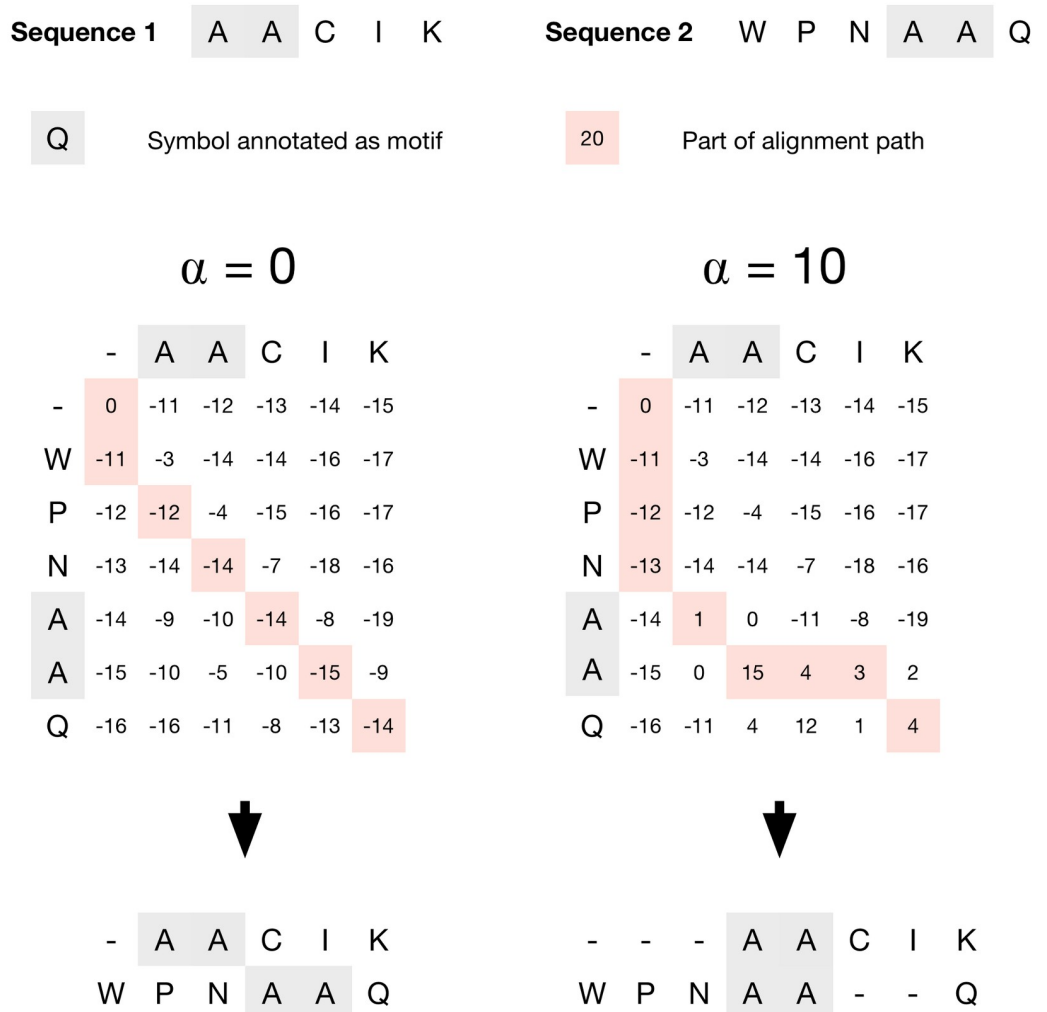 Sequence 1 A A C I K Sequence 2 W P N A A Q
Q Symbol annotated as motif 20 Part of alignment path
α = 0 α = 10
- A A C I K - A A C I K
- 0 -11 -12 -13 -14 -15 - 0 -11 -12 -13 -14 -15
W -11 -3 -14 -14 -16 -17 W -11 -3 -14 -14 -16 -17
P -12 -12 -4 -15 -16 -17 P -12 -12 -4 -15 -16 -17
N -13 -14 -14 -7 -18 -16 N -13 -14 -14 -7 -18 -16
A -14 -9 -10 -14 -8 -19 A -14 1 0 -11 -8 -19
A -15 -10 -5 -10 -15 -9 A -15 0 15 4 3 2
Q -16 -16 -11 -8 -13 -14 Q -16 -11 4 12 1 4
- A A C I K - - - A A C I K
W P N A A Q W P N A A - - Q